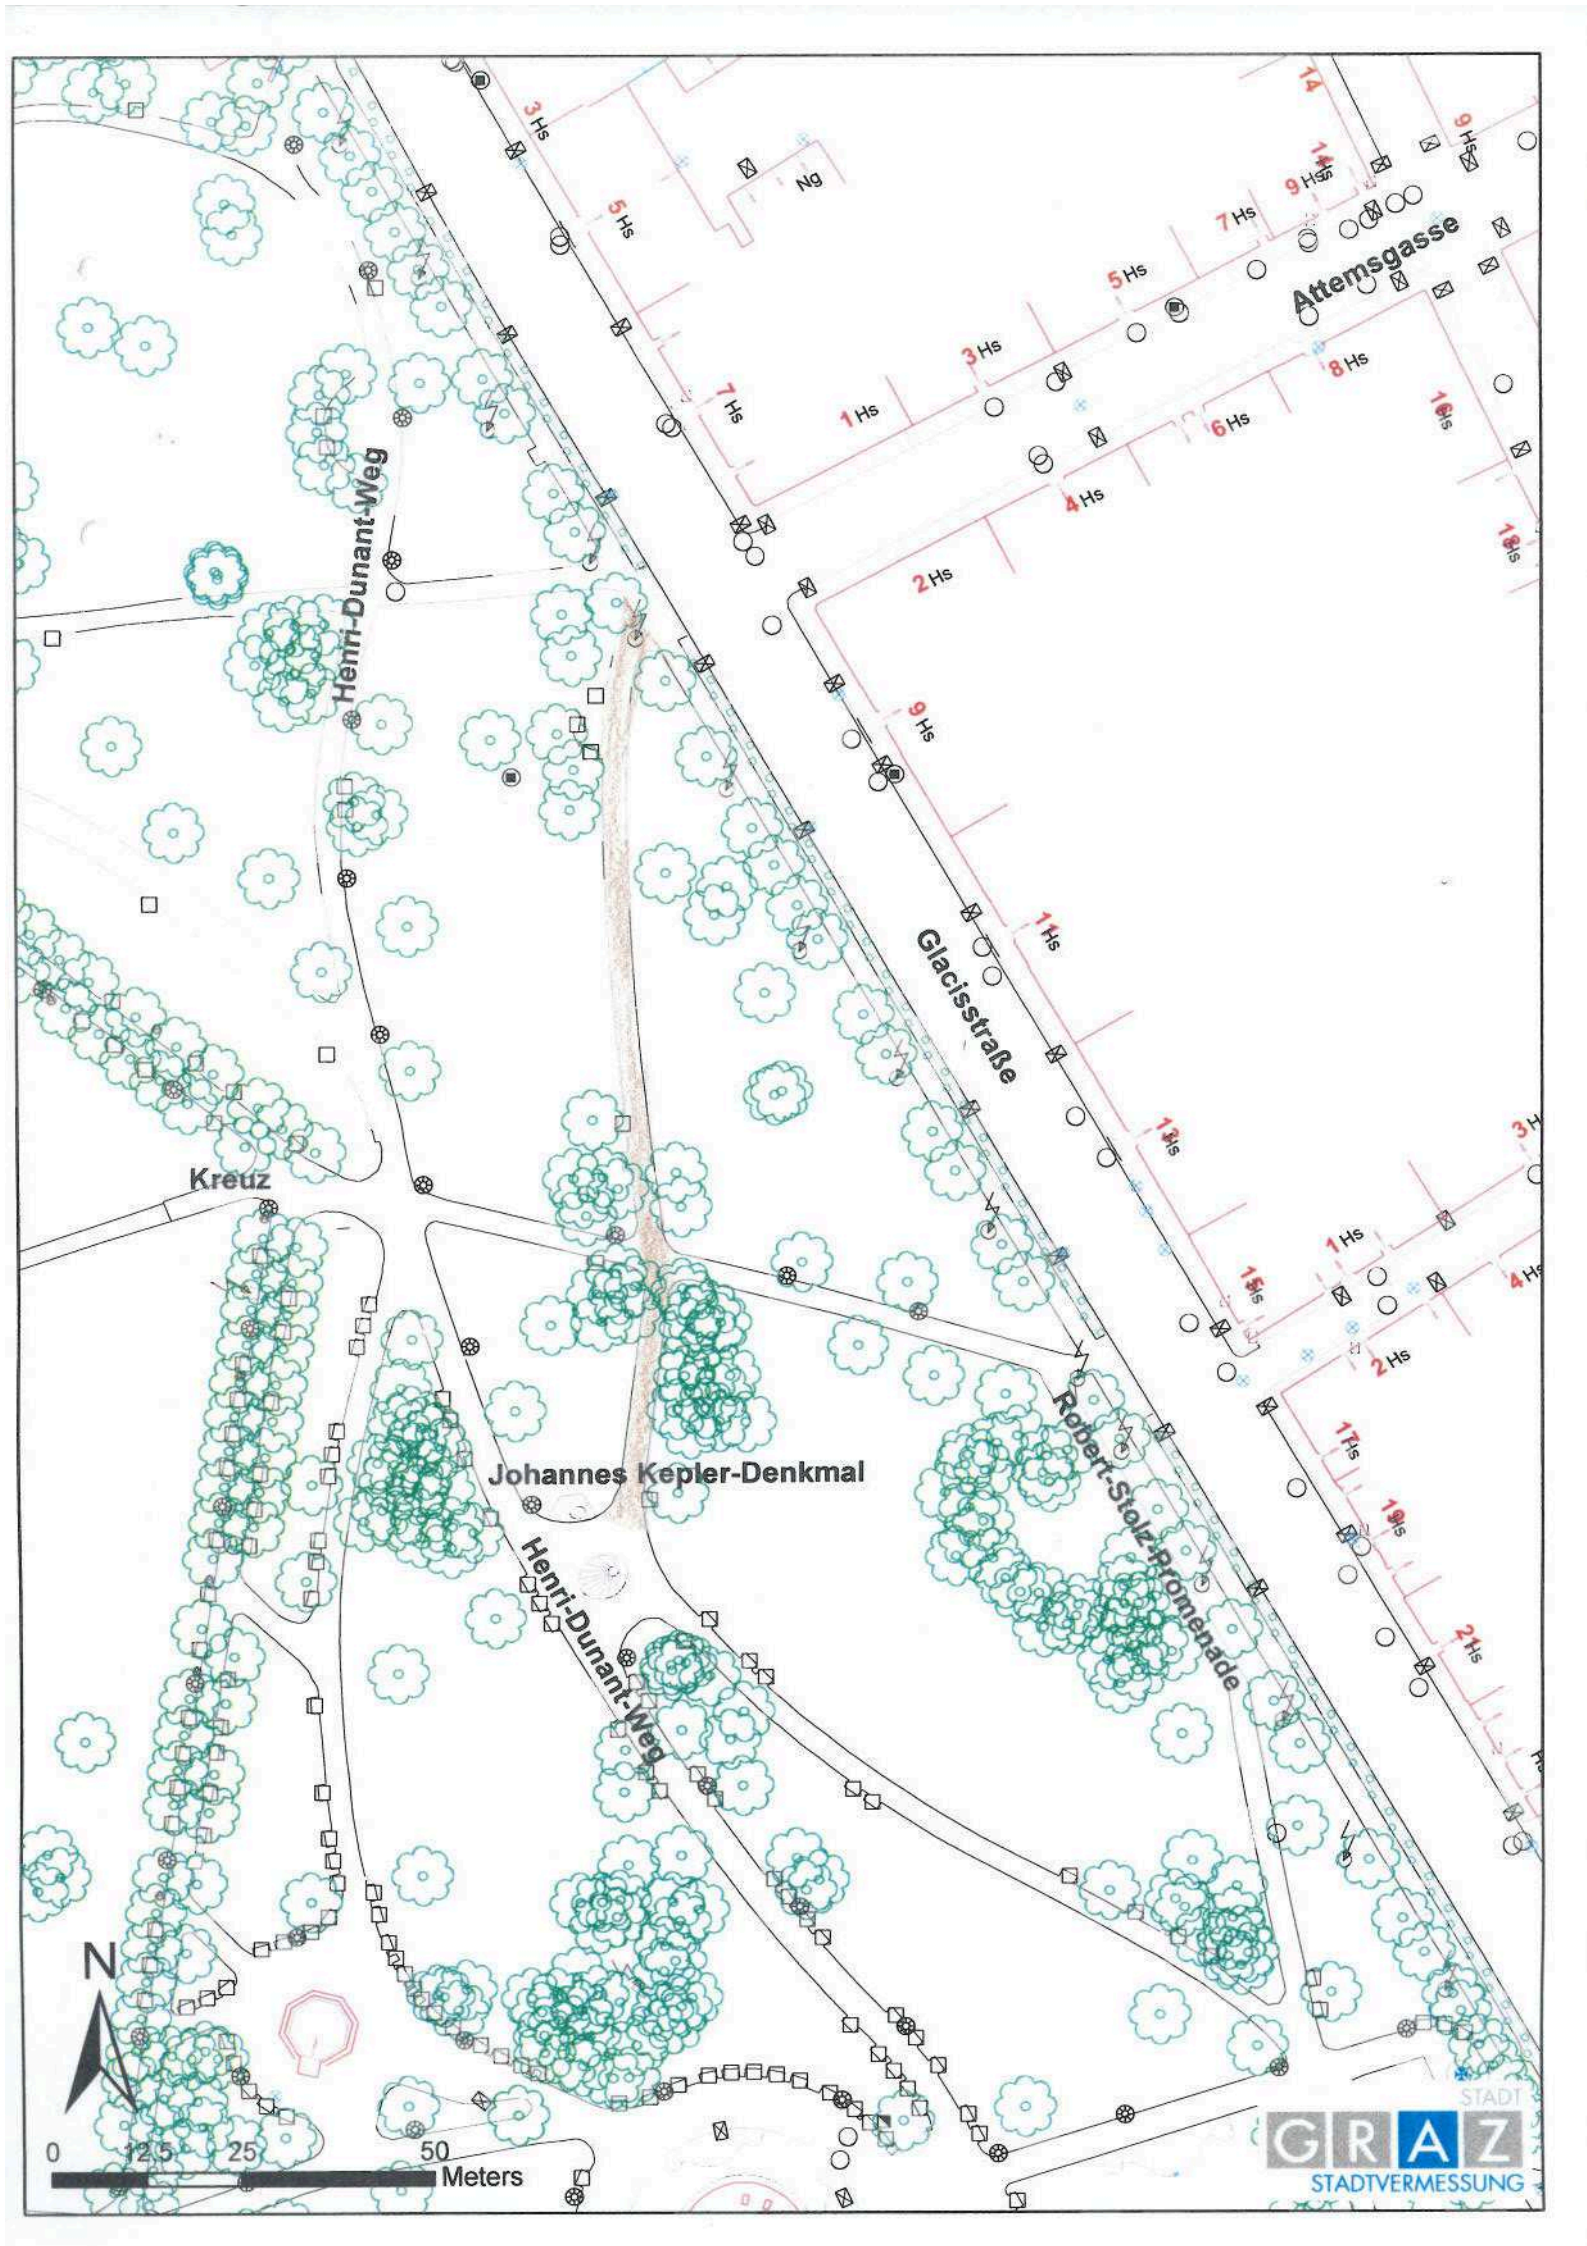 14
9 Hs
3 Hs
14 Hs
9 Hs
Ng
5 Hs
7 Hs
Attemsgasse
5 Hs
3 Hs
8 Hs
7 Hs
1 Hs
6 Hs
16 Hs
Henri-Dunant-Weg
4 Hs
18 Hs
2 Hs
9 Hs
11 Hs
Glacisstraße
13 Hs
3 H
Kreuz
1 Hs
15 Hs
4 Hs
2 Hs
Robert-Stolz-Promenade
17 Hs
Johannes Kepler-Denkmal
19 Hs
Henri-Dunant-Weg
21 Hs
H
N
STADT
GRAZ
STADTVERMESSUNG
0 12,5 25 50
Meters